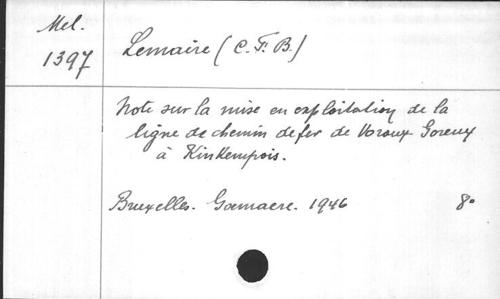 Mel.
1397
Lemaire (C. F. B.)
Note sur la mise en exploitation de la
ligne de chemin de fer de Voroux Goreux
à Kinkempois.
Bruxelles. Goemaere. 1946 8°